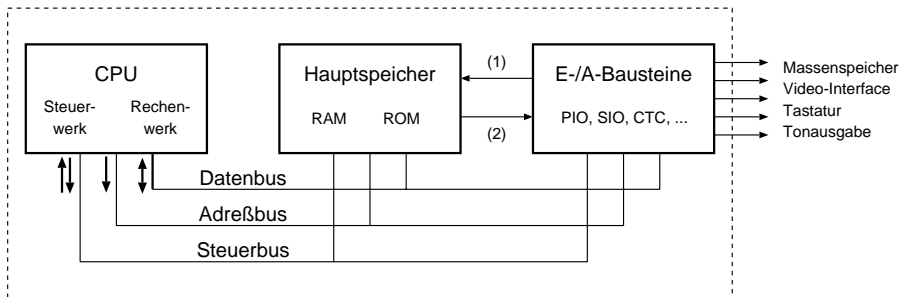 CPU
Steuer-
werk
Rechen-
werk
Hauptspeicher
RAM ROM
(1)
(2)
E-/A-Bausteine
PIO, SIO, CTC, ...
Massenspeicher
Video-Interface
Tastatur
Tonausgabe
Datenbus
Adreßbus
Steuerbus